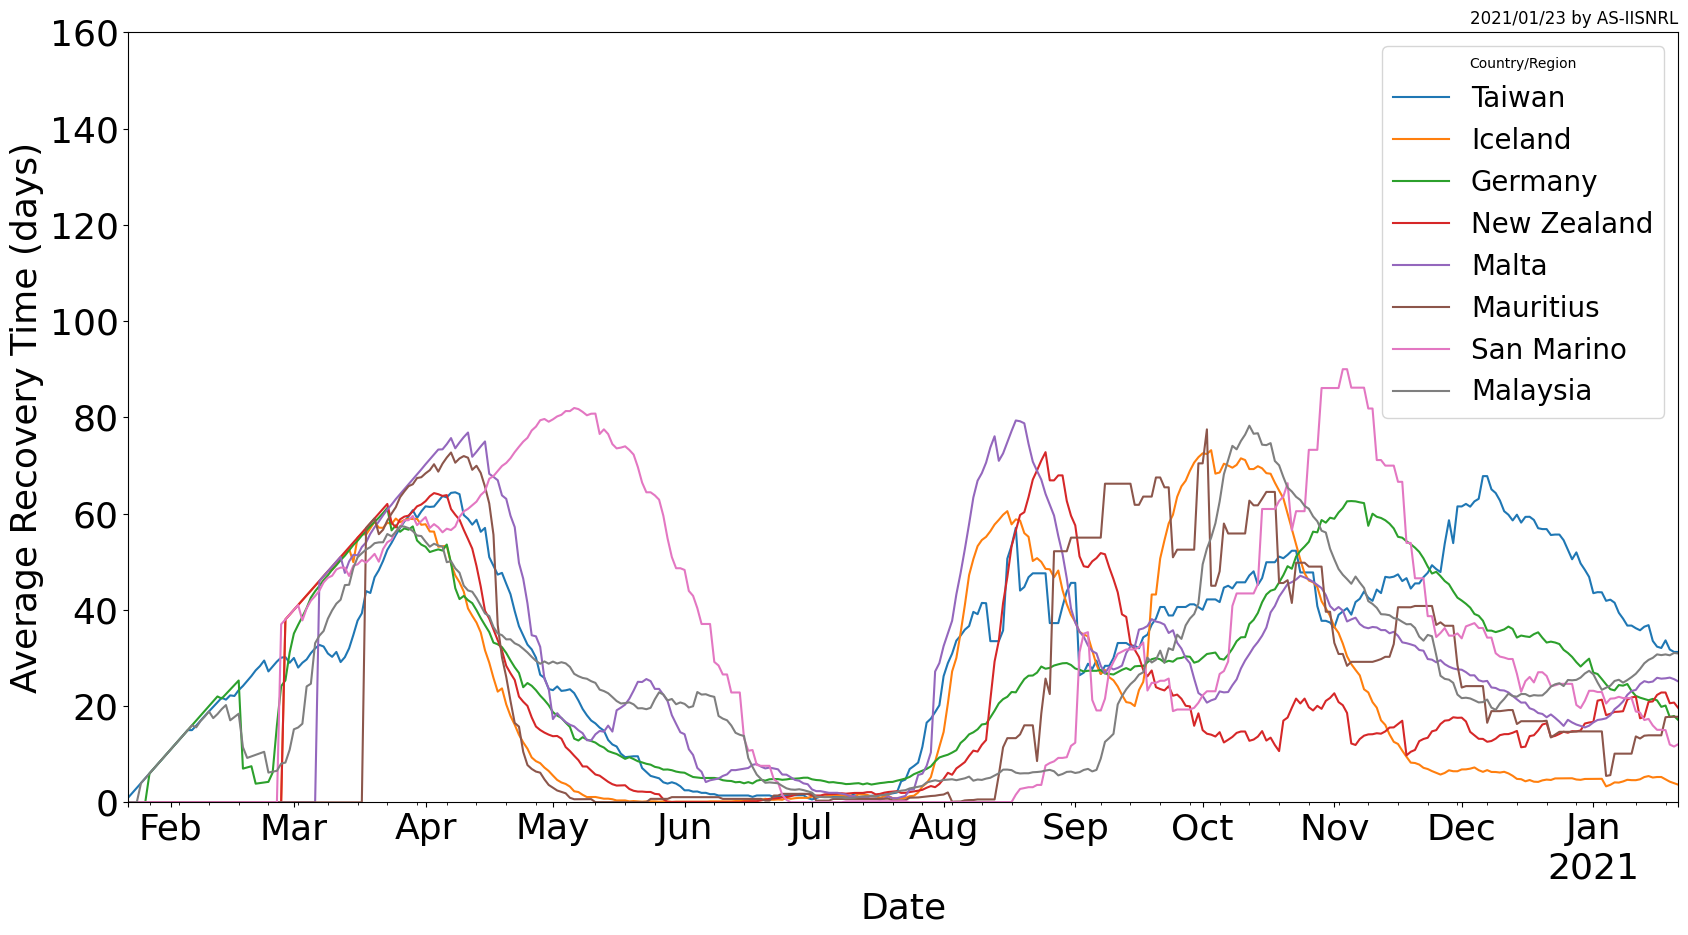 2021/01/23 by AS-IISNRL
Average Recovery Time (days)
160
140
120
100
80
60
40
20
0
Country/Region
Taiwan
Iceland
Germany
New Zealand
Malta
Mauritius
San Marino
Malaysia
Feb Mar Apr May Jun Jul Aug Sep Oct Nov Dec Jan
2021
Date